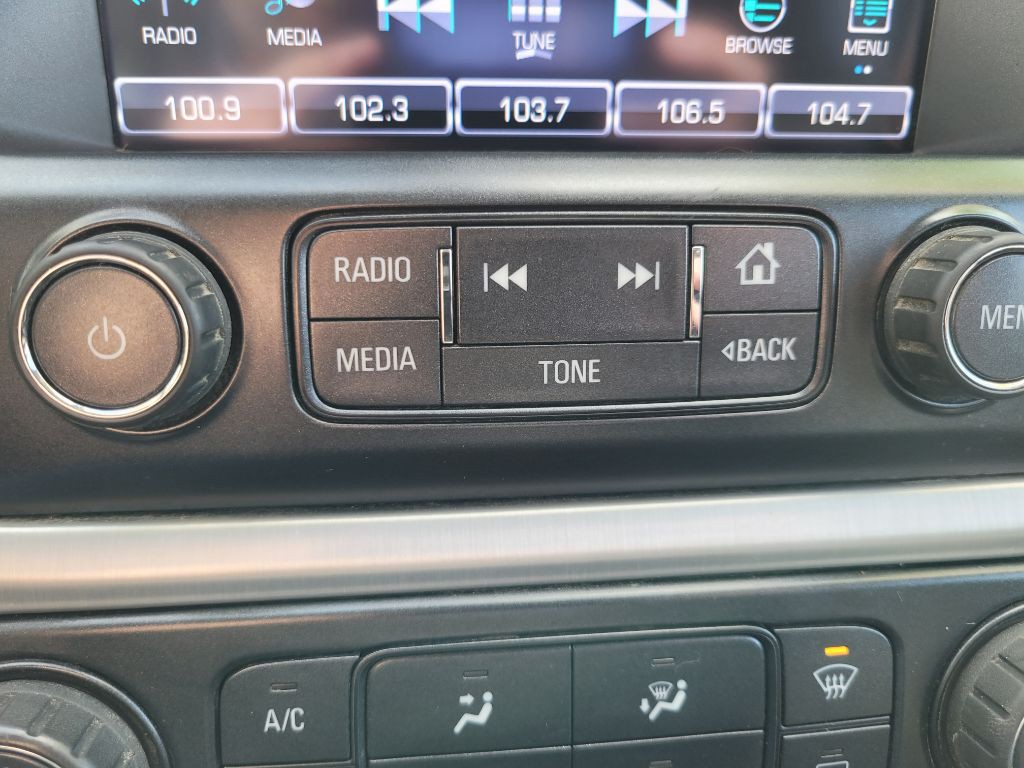 RADIO MEDIA TUNE BROWSE MENU
100.9 102.3 103.7 106.5 104.7
RADIO
MEDIA TONE BACK
A/C